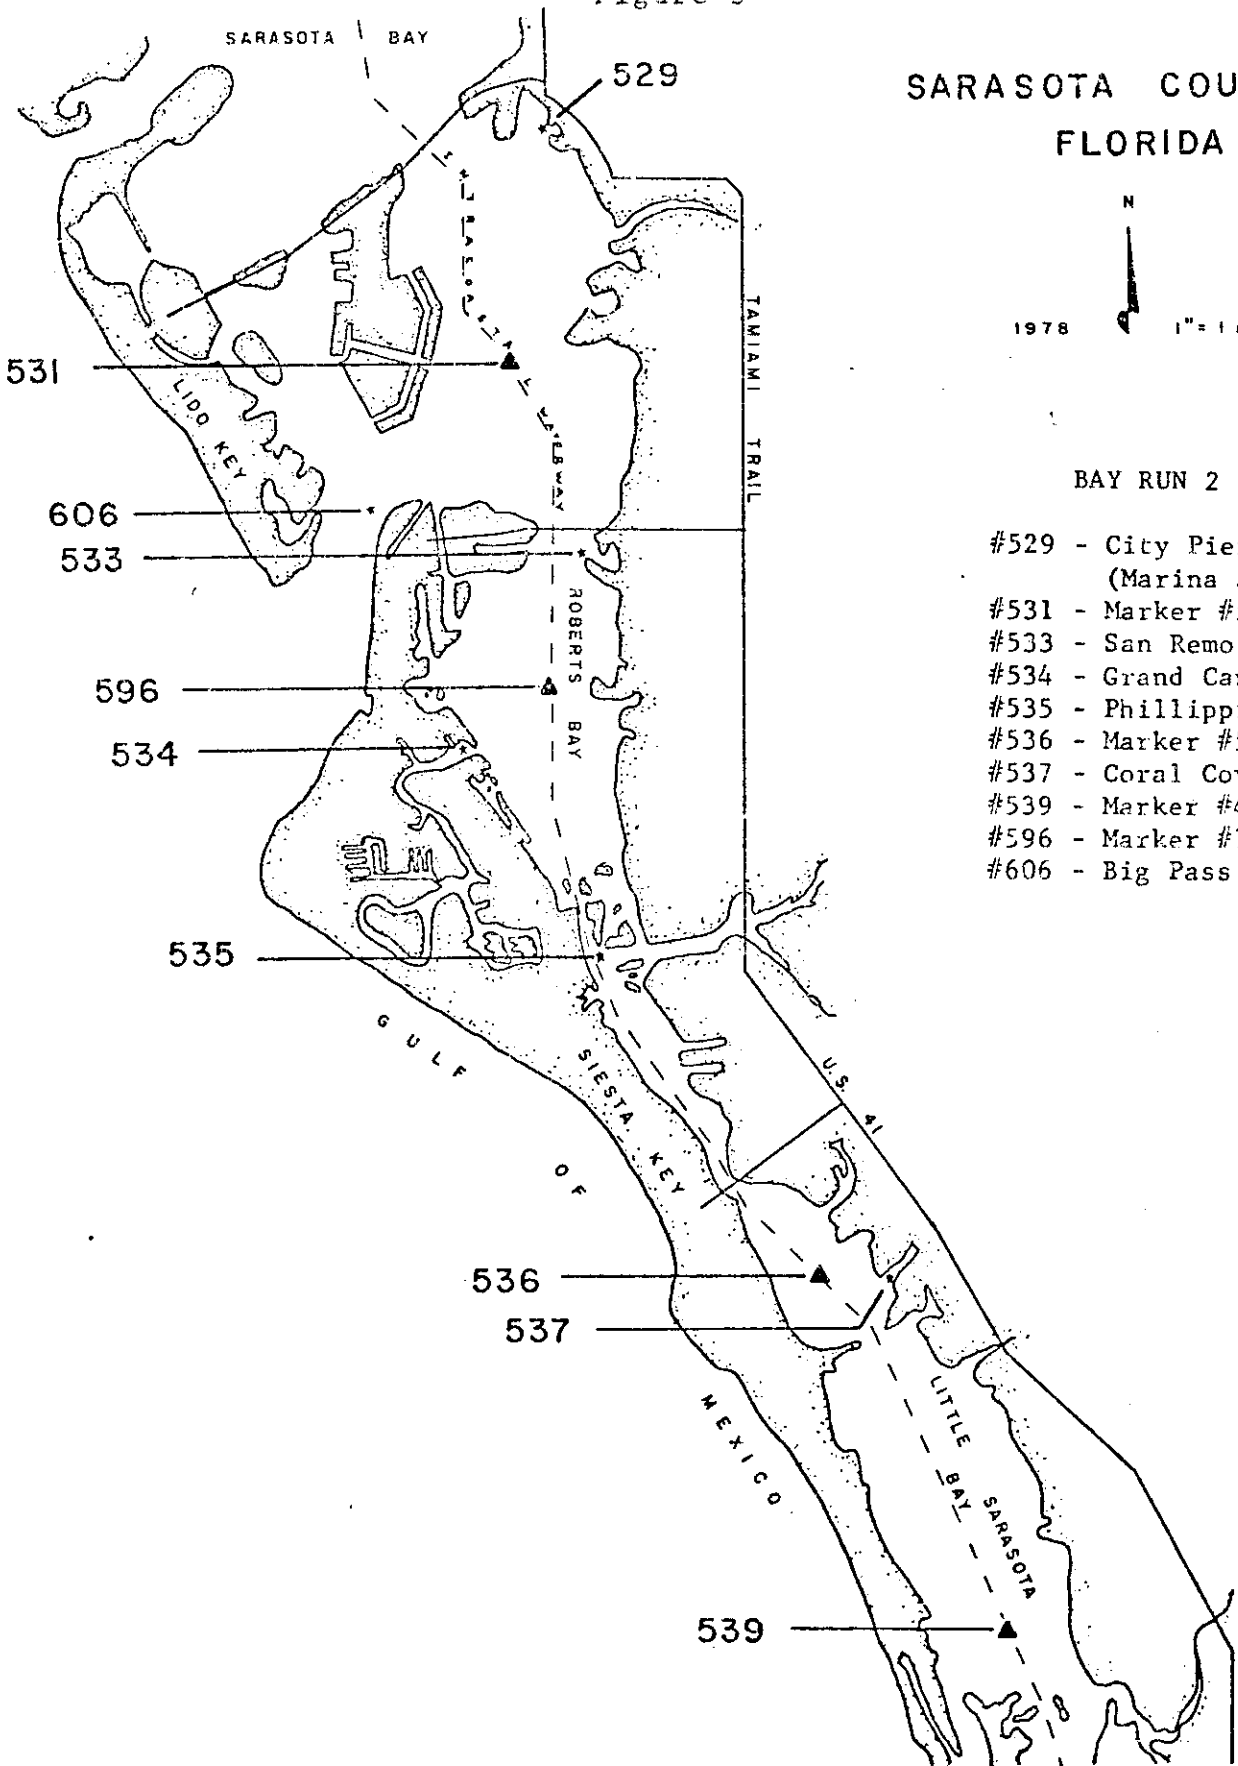 SARASOTA BAY
529
SARASOTA COU
FLORIDA
N
1978
1"= 1
TAMIAMI TRAIL
531
LIDO KEY
WATERWAY
606
533
BAY RUN 2
#529 - City Pie
(Marina
#531 - Marker #
#533 - San Remo
#534 - Grand Ca
#535 - Phillipp
#536 - Marker #
#537 - Coral Co
#539 - Marker #
#596 - Marker #
#606 - Big Pass
ROBERTS BAY
596
534
535
GULF OF MEXICO
SIESTA KEY
U.S. 41
536
537
LITTLE SARASOTA BAY
539